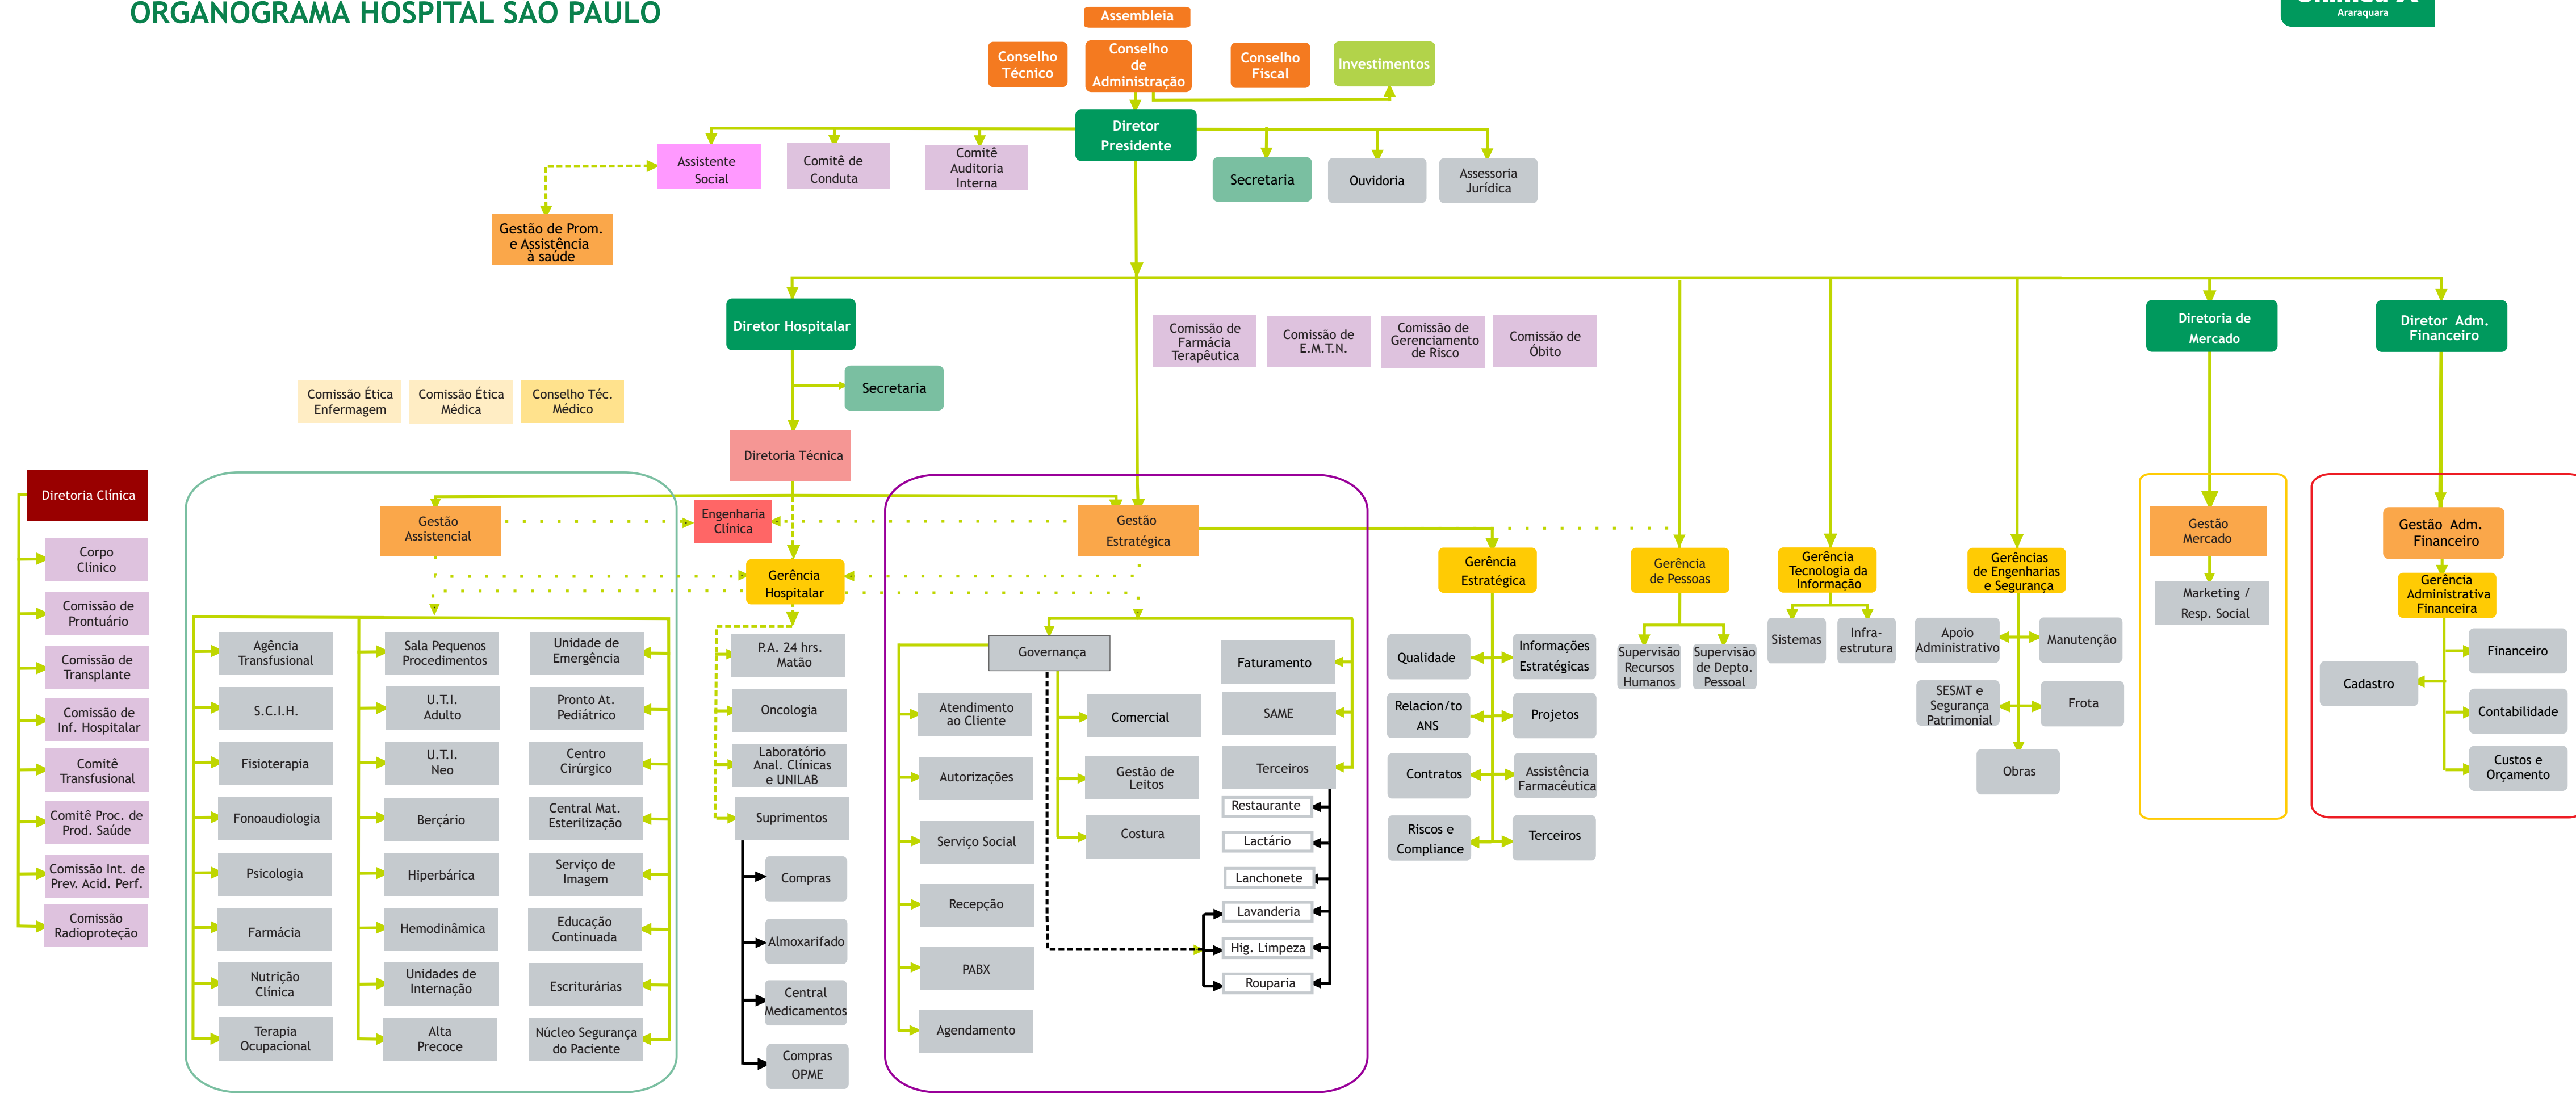 ORGANOGRAMA HOSPITAL SÃO PAULO
Araraquara
Assembleia
Conselho
Técnico
Conselho
de
Administração
Conselho
Fiscal
Investimentos
Diretor
Presidente
Assistente
Social
Comitê de
Conduta
Comitê
Auditoria
Interna
Secretaria
Ouvidoria
Assessoria
Jurídica
Gestão de Prom.
e Assistência
à saúde
Diretor Hospitalar
Comissão de
Farmácia
Terapêutica
Comissão de
E.M.T.N.
Comissão de
Gerenciamento
de Risco
Comissão de
Óbito
Diretoria de
Mercado
Diretor Adm.
Financeiro
Secretaria
Comissão Ética
Enfermagem
Comissão Ética
Médica
Conselho Téc.
Médico
Diretoria Técnica
Diretoria Clínica
Corpo
Clínico
Comissão de
Prontuário
Comissão de
Transplante
Comissão de
Inf. Hospitalar
Comitê
Transfusional
Comitê Proc. de
Prod. Saúde
Comissão Int. de
Prev. Acid. Perf.
Comissão
Radioproteção
Gestão
Assistencial
Engenharia
Clínica
Gestão
Estratégica
Gerência
Hospitalar
Agência
Transfusional
S.C.I.H.
Fisioterapia
Fonoaudiologia
Psicologia
Farmácia
Nutrição
Clínica
Terapia
Ocupacional
Sala Pequenos
Procedimentos
U.T.I.
Adulto
U.T.I.
Neo
Berçário
Hiperbárica
Hemodinâmica
Unidades de
Internação
Alta
Precoce
Unidade de
Emergência
Pronto At.
Pediátrico
Centro
Cirúrgico
Central Mat.
Esterilização
Serviço de
Imagem
Educação
Continuada
Escriturárias
Núcleo Segurança
do Paciente
P.A. 24 hrs.
Matão
Oncologia
Laboratório
Anal. Clínicas
e UNILAB
Suprimentos
Compras
Almoxarifado
Central
Medicamentos
Compras
OPME
Governança
Atendimento
ao Cliente
Autorizações
Serviço Social
Recepção
PABX
Agendamento
Comercial
Gestão de
Leitos
Costura
Faturamento
SAME
Terceiros
Restaurante
Lactário
Lanchonete
Lavanderia
Hig. Limpeza
Rouparia
Gerência
Estratégica
Qualidade
Informações
Estratégicas
Relacion/to
ANS
Projetos
Contratos
Assistência
Farmacêutica
Riscos e
Compliance
Terceiros
Gerência
de Pessoas
Supervisão
Recursos
Humanos
Supervisão
de Depto.
Pessoal
Gerência
Tecnologia da
Informação
Sistemas
Infra-
estrutura
Gerências
de Engenharias
e Segurança
Apoio
Administrativo
Manutenção
SESMT e
Segurança
Patrimonial
Frota
Obras
Gestão
Mercado
Marketing /
Resp. Social
Gestão Adm.
Financeiro
Gerência
Administrativa
Financeira
Financeiro
Cadastro
Contabilidade
Custos e
Orçamento